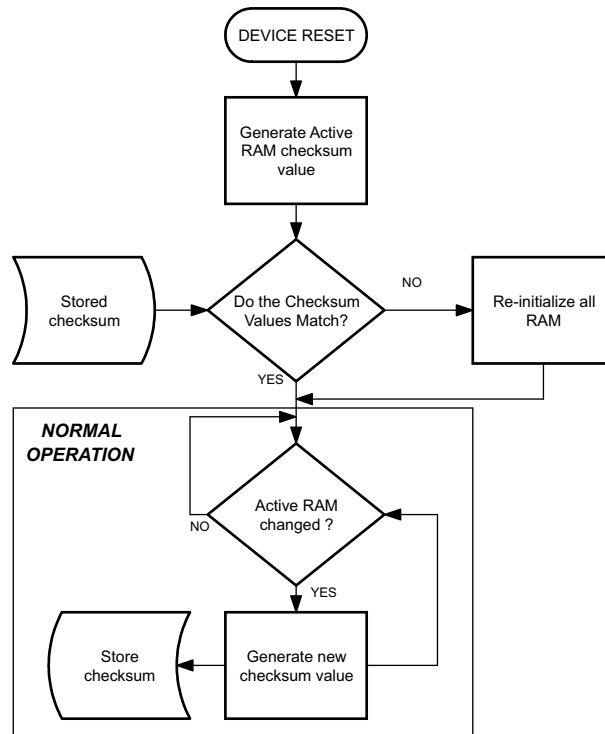 DEVICE RESET
Generate Active
RAM checksum
value
Stored
checksum
Do the Checksum
Values Match?
NO
Re-initialize all
RAM
YES
NORMAL
OPERATION
Active RAM
changed ?
NO
YES
Store
checksum
Generate new
checksum value